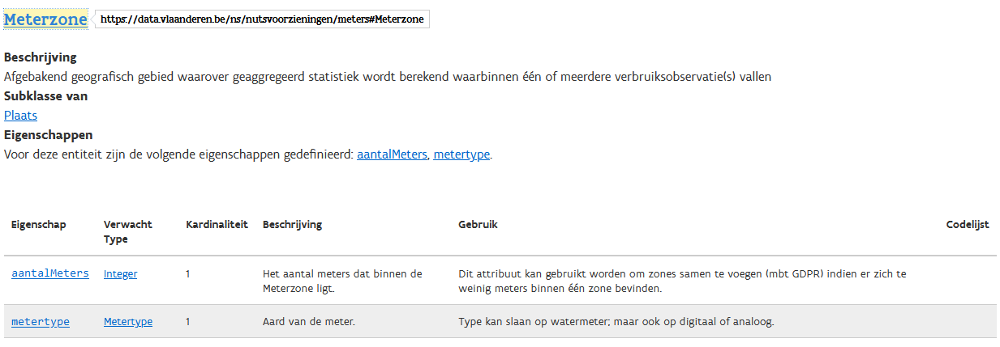 Meterzone https://data.vlaanderen.be/ns/nutsvoorzieningen/meters#Meterzone
Beschrijving
Afgebakend geografisch gebied waarover geaggregeerd statistiek wordt berekend waarbinnen één of meerdere verbruiksobservatie(s) vallen
Subklasse van
Plaats
Eigenschappen
Voor deze entiteit zijn de volgende eigenschappen gedefinieerd: aantalMeters, metertype.
Eigenschap Verwacht Type Kardinaliteit Beschrijving Gebruik Codelijst
aantalMeters Integer 1 Het aantal meters dat binnen de Dit attribuut kan gebruikt worden om zones samen te voegen (mbt GDPR) indien er zich te
Meterzone ligt. weinig meters binnen één zone bevinden.
metertype Metertype 1 Aard van de meter. Type kan slaan op watermeter; maar ook op digitaal of analoog.